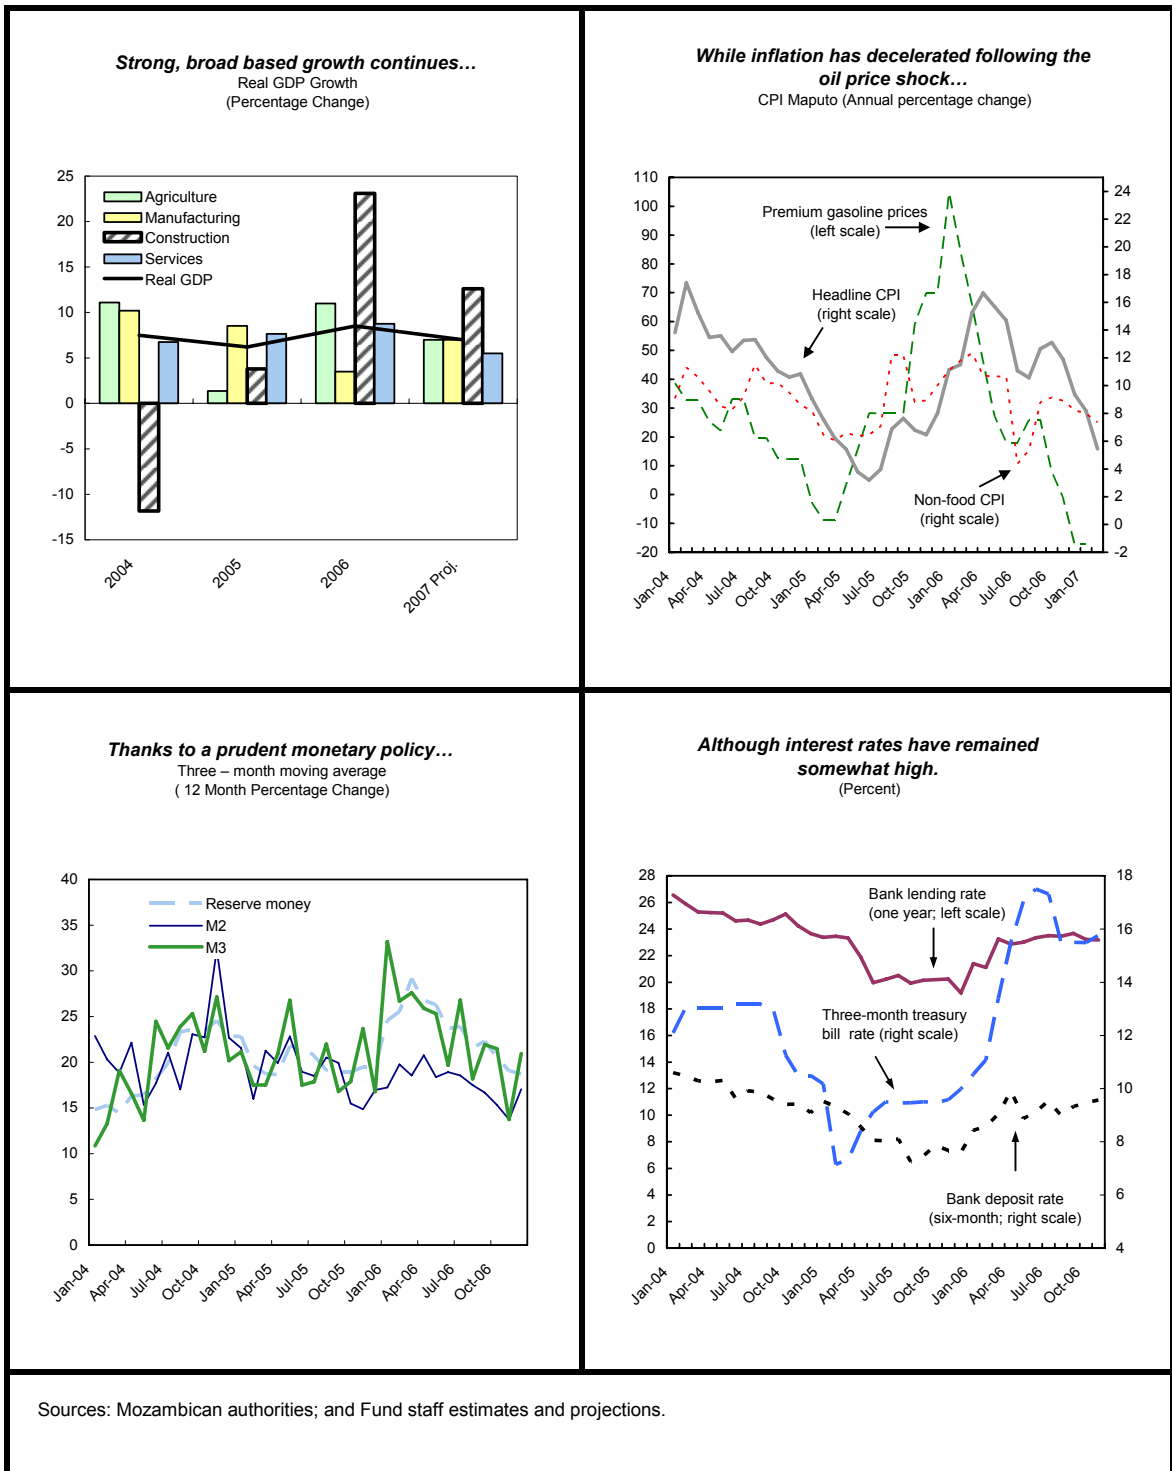 Strong, broad based growth continues…
Real GDP Growth
(Percentage Change)
25
20
15
10
5
0
-5
-10
-15
Agriculture
Manufacturing
Construction
Services
Real GDP
2004
2005
2006
2007 Proj.
While inflation has decelerated following the
oil price shock…
CPI Maputo (Annual percentage change)
110
100
90
80
70
60
50
40
30
20
10
0
-10
-20
24
22
20
18
16
14
12
10
8
6
4
2
0
-2
Premium gasoline prices
(left scale)
Headline CPI
(right scale)
Non-food CPI
(right scale)
Jan-04
Apr-04
Jul-04
Oct-04
Jan-05
Apr-05
Jul-05
Oct-05
Jan-06
Apr-06
Jul-06
Oct-06
Jan-07
Thanks to a prudent monetary policy…
Three – month moving average
( 12 Month Percentage Change)
40
35
30
25
20
15
10
5
0
Reserve money
M2
M3
Jan-04
Apr-04
Jul-04
Oct-04
Jan-05
Apr-05
Jul-05
Oct-05
Jan-06
Apr-06
Jul-06
Oct-06
Although interest rates have remained
somewhat high.
(Percent)
28
26
24
22
20
18
16
14
12
10
8
6
4
2
0
18
16
14
12
10
8
6
4
Bank lending rate
(one year; left scale)
Three-month treasury
bill rate (right scale)
Bank deposit rate
(six-month; right scale)
Jan-04
Apr-04
Jul-04
Oct-04
Jan-05
Apr-05
Jul-05
Oct-05
Jan-06
Apr-06
Jul-06
Oct-06
Sources: Mozambican authorities; and Fund staff estimates and projections.